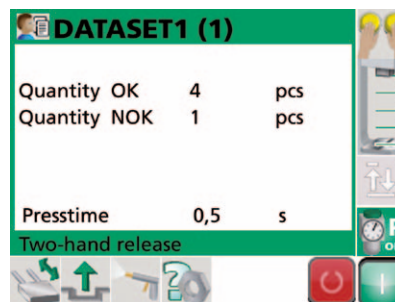 DATASET1 (1)
Quantity OK 4 pcs
Quantity NOK 1 pcs
Presstime 0,5 s
Two-hand release